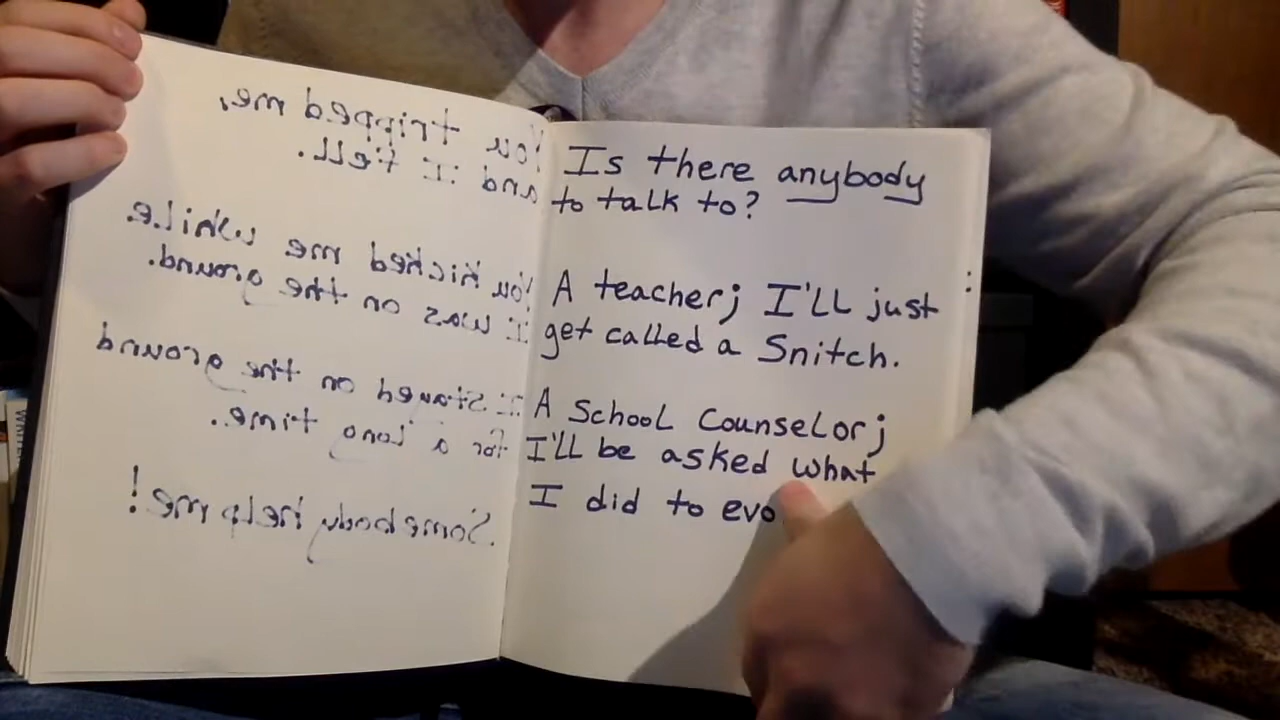 You tripped me,
and I fell.
You kicked me while
I was on the ground.
I stayed on the ground
for a long time.
Somebody help me!
Is there anybody
to talk to?
A teacher; I'll just
get called a Snitch.
A School Counselor;
I'll be asked what
I did to